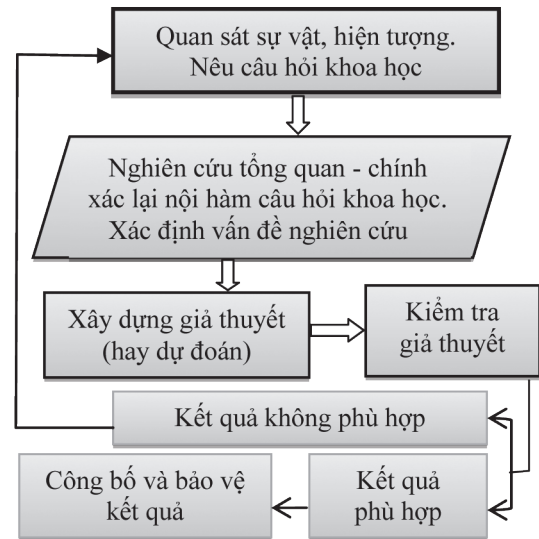 Quan sát sự vật, hiện tượng.
Nêu câu hỏi khoa học
Nghiên cứu tổng quan - chính
xác lại nội hàm câu hỏi khoa học.
Xác định vấn đề nghiên cứu
Xây dựng giả thuyết
(hay dự đoán)
Kiểm tra
giả thuyết
Kết quả không phù hợp
Công bố và bảo vệ
kết quả
Kết quả
phù hợp